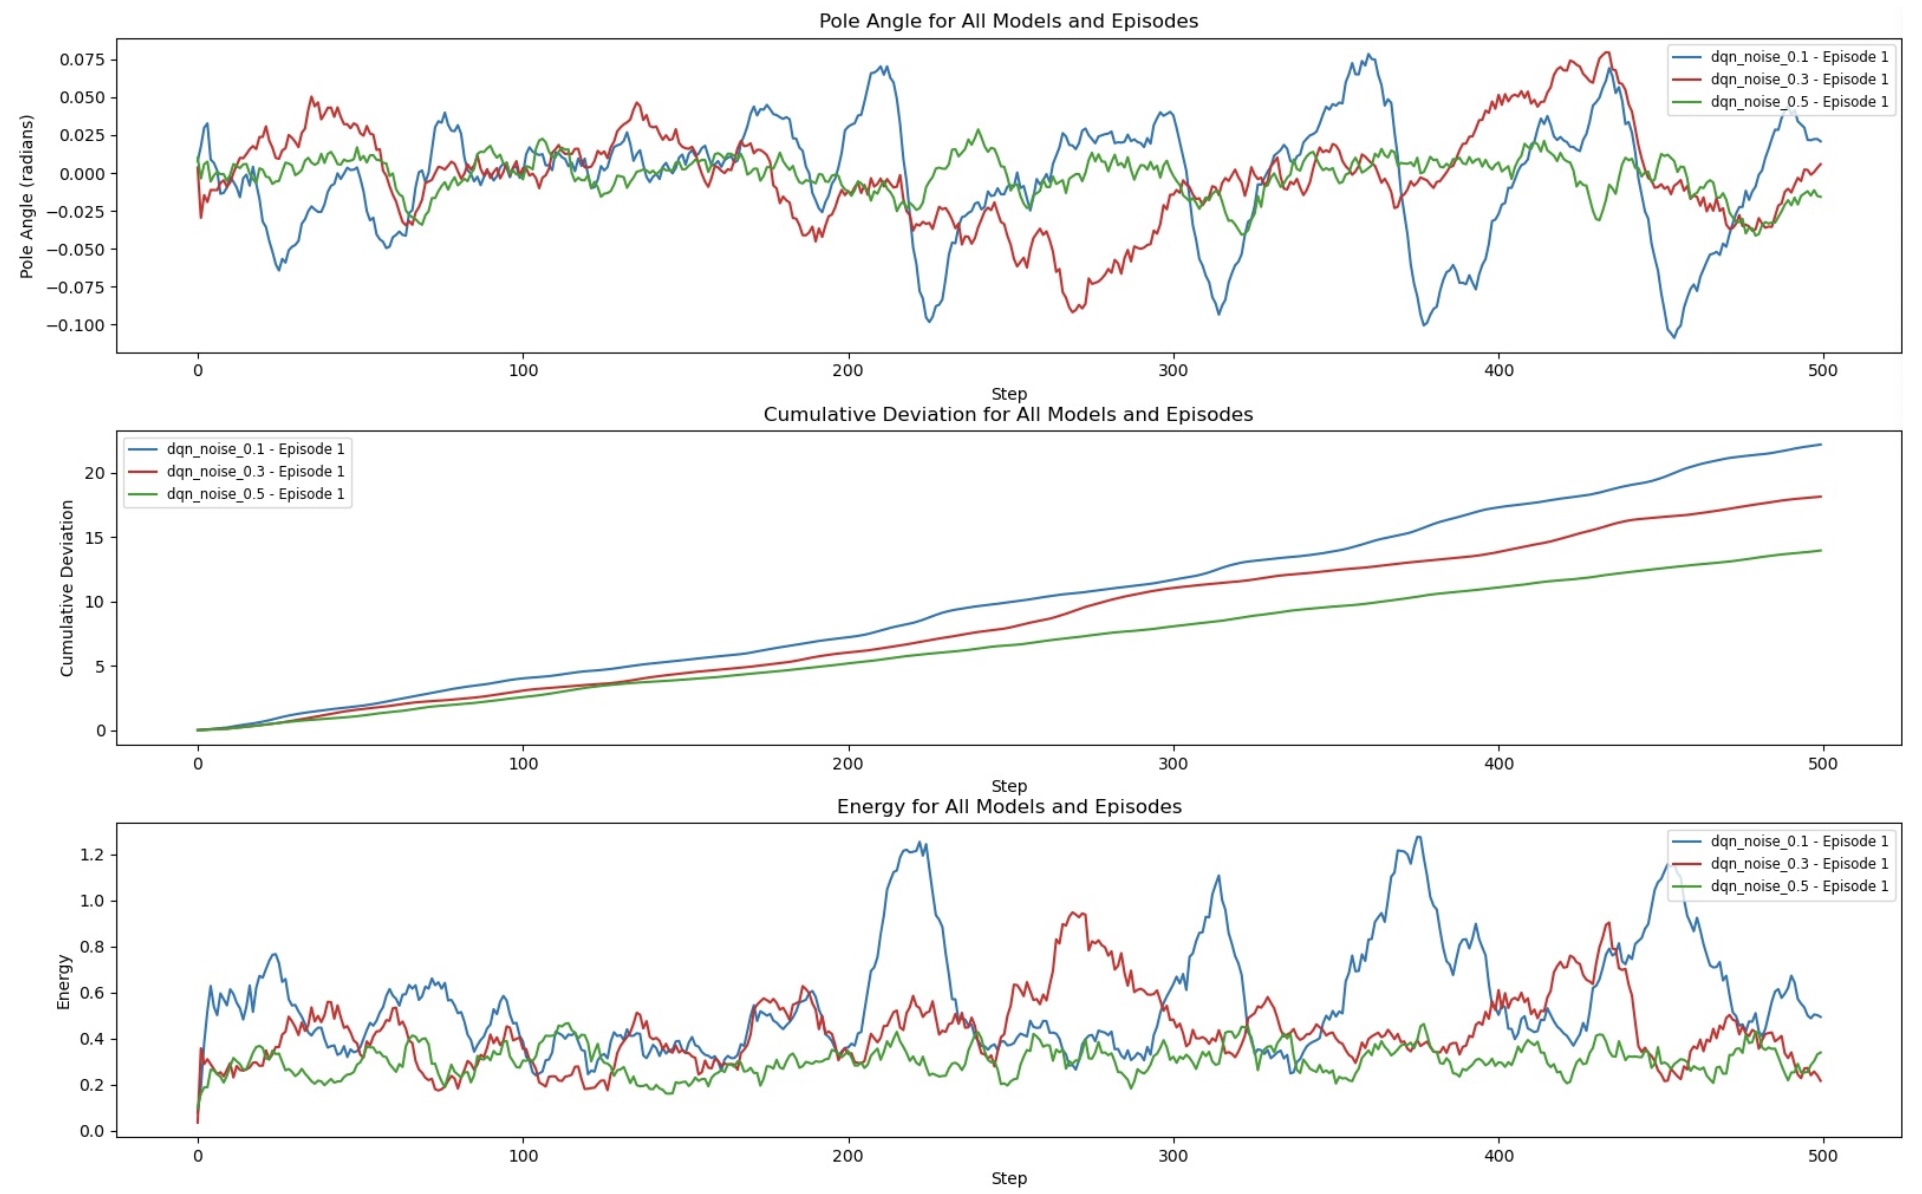 Pole Angle for All Models and Episodes
0.075
0.050
0.025
0.000
−0.025
−0.050
−0.075
−0.100
Pole Angle (radians)
dqn_noise_0.1 - Episode 1
dqn_noise_0.3 - Episode 1
dqn_noise_0.5 - Episode 1
0 100 200 300 400 500
Step
Cumulative Deviation for All Models and Episodes
20
15
10
5
0
Cumulative Deviation
dqn_noise_0.1 - Episode 1
dqn_noise_0.3 - Episode 1
dqn_noise_0.5 - Episode 1
0 100 200 300 400 500
Step
Energy for All Models and Episodes
1.2
1.0
0.8
0.6
0.4
0.2
0.0
Energy
dqn_noise_0.1 - Episode 1
dqn_noise_0.3 - Episode 1
dqn_noise_0.5 - Episode 1
0 100 200 300 400 500
Step